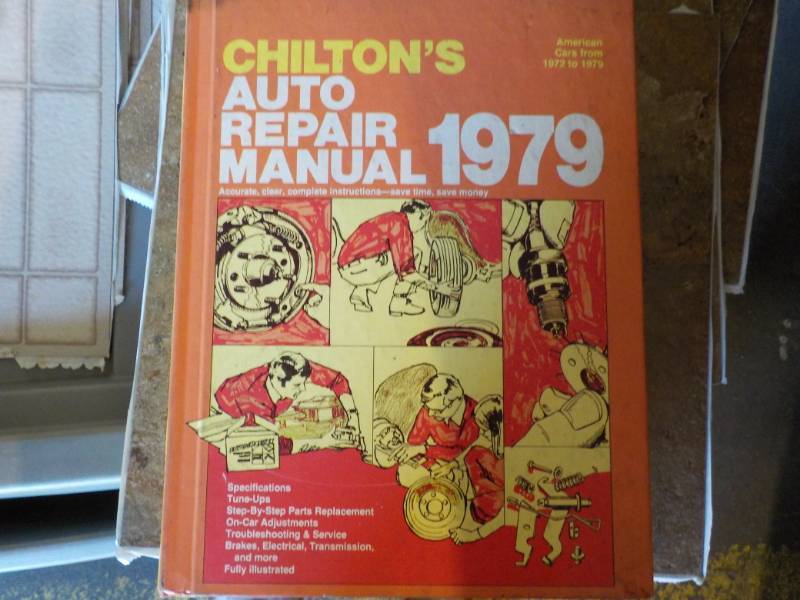 CHILTON'S
AUTO
REPAIR
MANUAL 1979
American
Cars from
1972 to 1979
Accurate, clear, complete instructions—save time, save money
Specifications
Tune-Ups
Step-By-Step Parts Replacement
On-Car Adjustments
Troubleshooting & Service
Brakes, Electrical, Transmission,
and more
Fully illustrated